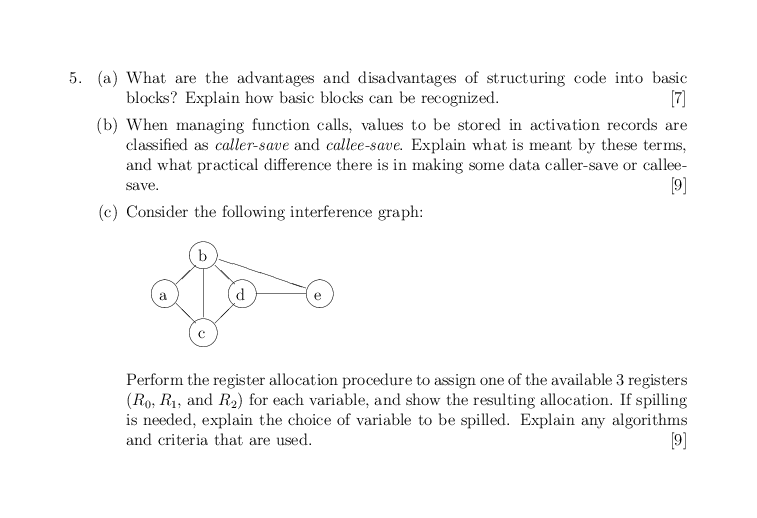 5. (a) What are the advantages and disadvantages of structuring code into basic
blocks? Explain how basic blocks can be recognized. [7]
(b) When managing function calls, values to be stored in activation records are
classified as caller-save and callee-save. Explain what is meant by these terms,
and what practical difference there is in making some data caller-save or callee-
save. [9]
(c) Consider the following interference graph:
b
a d e
c
Perform the register allocation procedure to assign one of the available 3 registers
(R₀, R₁, and R₂) for each variable, and show the resulting allocation. If spilling
is needed, explain the choice of variable to be spilled. Explain any algorithms
and criteria that are used. [9]